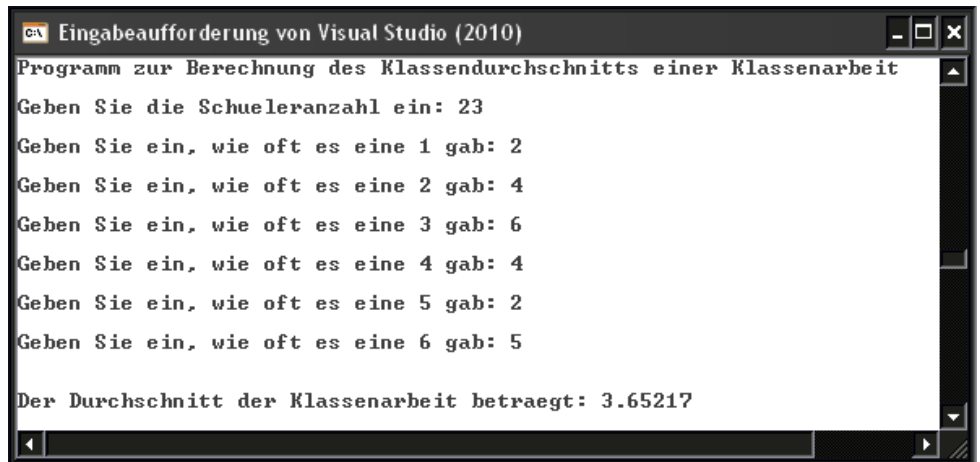 Eingabeaufforderung von Visual Studio (2010)
Programm zur Berechnung des Klassendurchschnitts einer Klassenarbeit
Geben Sie die Schueleranzahl ein: 23
Geben Sie ein, wie oft es eine 1 gab: 2
Geben Sie ein, wie oft es eine 2 gab: 4
Geben Sie ein, wie oft es eine 3 gab: 6
Geben Sie ein, wie oft es eine 4 gab: 4
Geben Sie ein, wie oft es eine 5 gab: 2
Geben Sie ein, wie oft es eine 6 gab: 5
Der Durchschnitt der Klassenarbeit betraegt: 3.65217